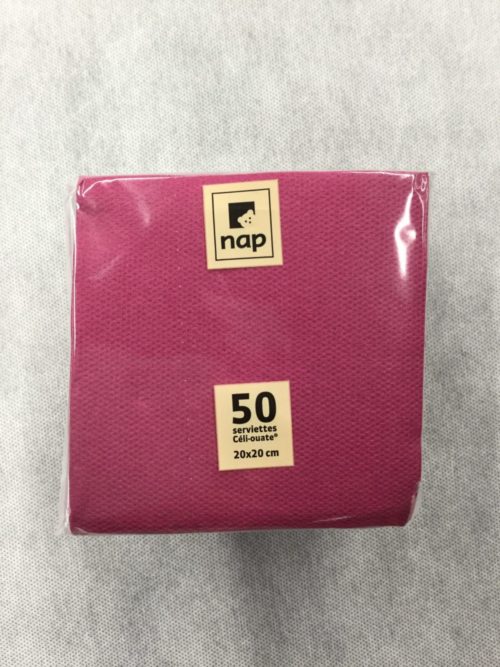 nap
50
serviettes
Céli-ouate®
20x20 cm